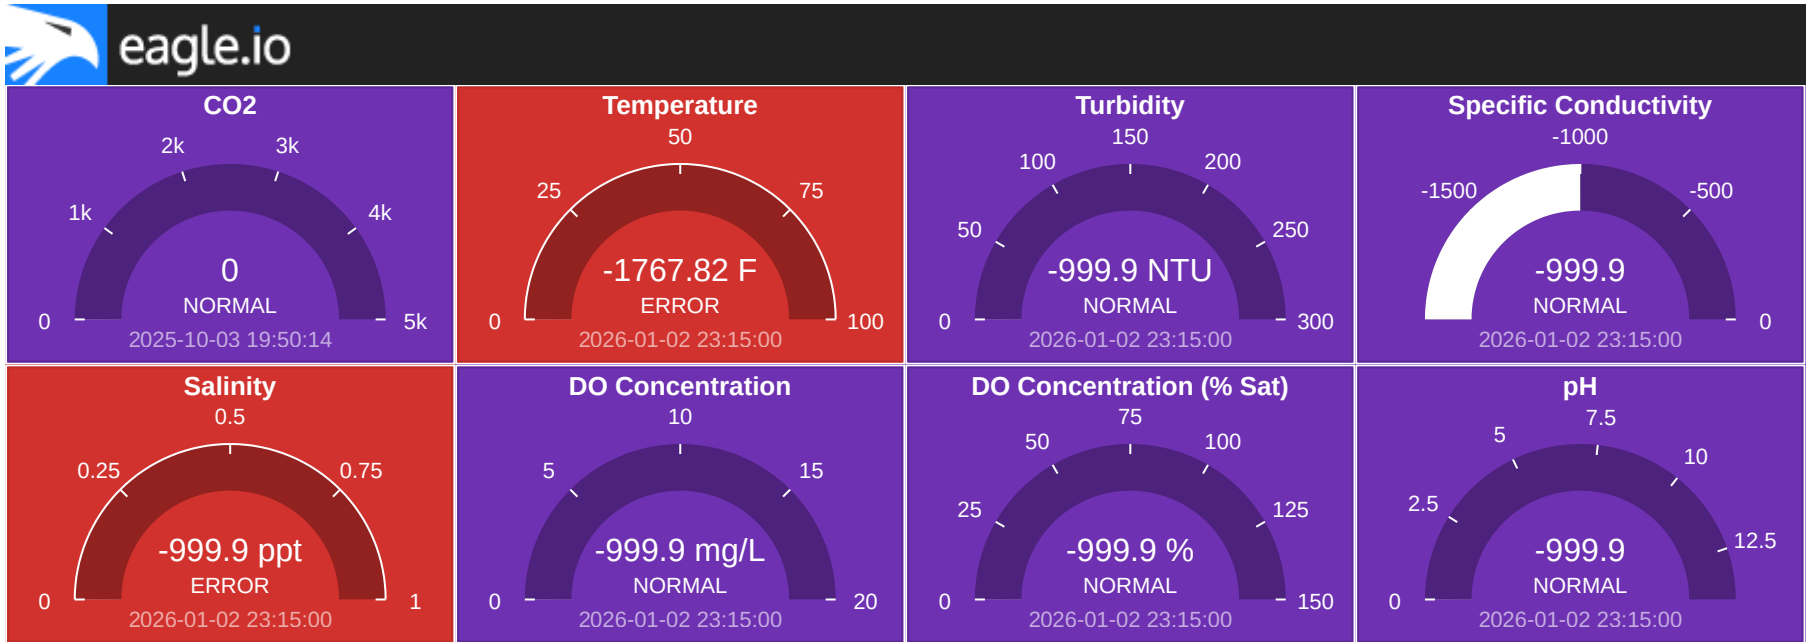 eagle.io
CO2
2k
3k
1k
4k
0
NORMAL
0
5k
2025-10-03 19:50:14
Temperature
50
25
75
-1767.82 F
ERROR
0
100
2026-01-02 23:15:00
Turbidity
150
100
200
50
250
-999.9 NTU
NORMAL
0
300
2026-01-02 23:15:00
Specific Conductivity
-1000
-1500
-500
-999.9
NORMAL
0
2026-01-02 23:15:00
Salinity
0.5
0.25
0.75
-999.9 ppt
ERROR
0
1
2026-01-02 23:15:00
DO Concentration
10
5
15
-999.9 mg/L
NORMAL
0
20
2026-01-02 23:15:00
DO Concentration (% Sat)
75
50
100
25
125
-999.9 %
NORMAL
0
150
2026-01-02 23:15:00
pH
7.5
5
10
2.5
12.5
-999.9
NORMAL
0
2026-01-02 23:15:00